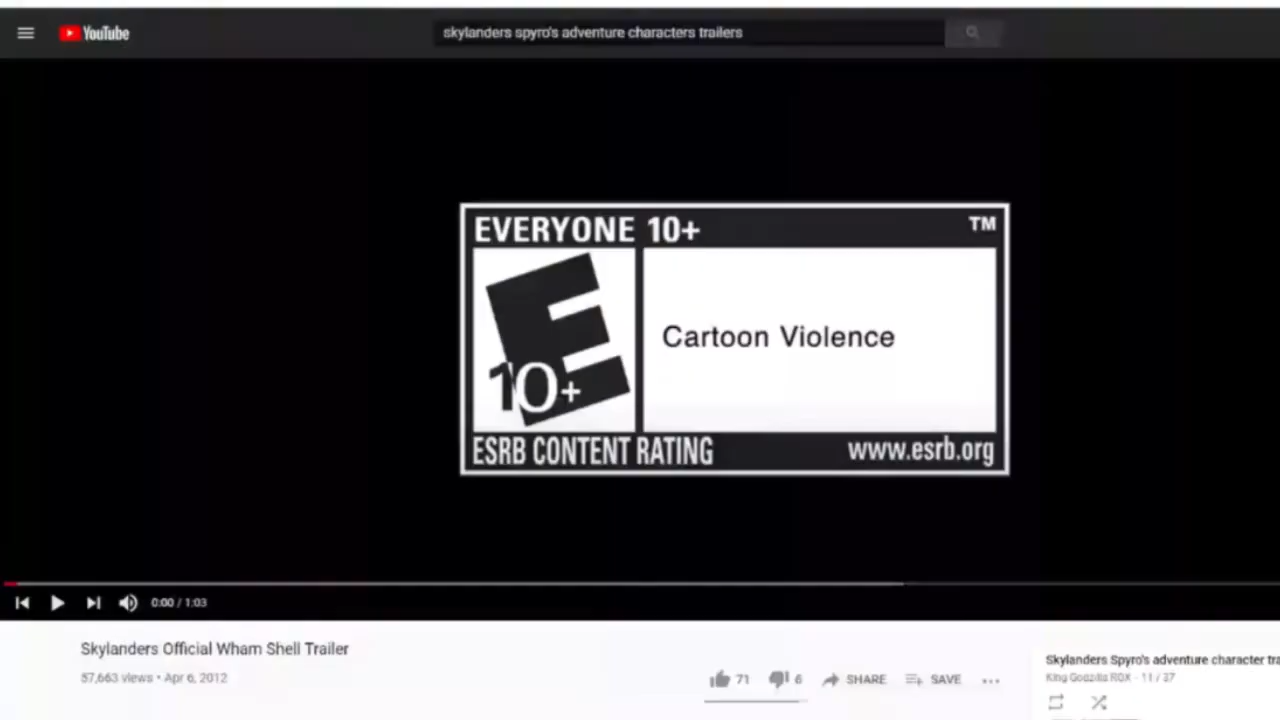 YouTube
skylanders spyro's adventure characters trailers
EVERYONE 10+
TM
E
10+
Cartoon Violence
ESRB CONTENT RATING
www.esrb.org
0:00 / 1:03
Skylanders Official Wham Shell Trailer
57,663 views • Apr 6, 2012
71
6
SHARE
SAVE
Skylanders Spyro's adventure character tra
King Godzilla ROX - 11 / 37